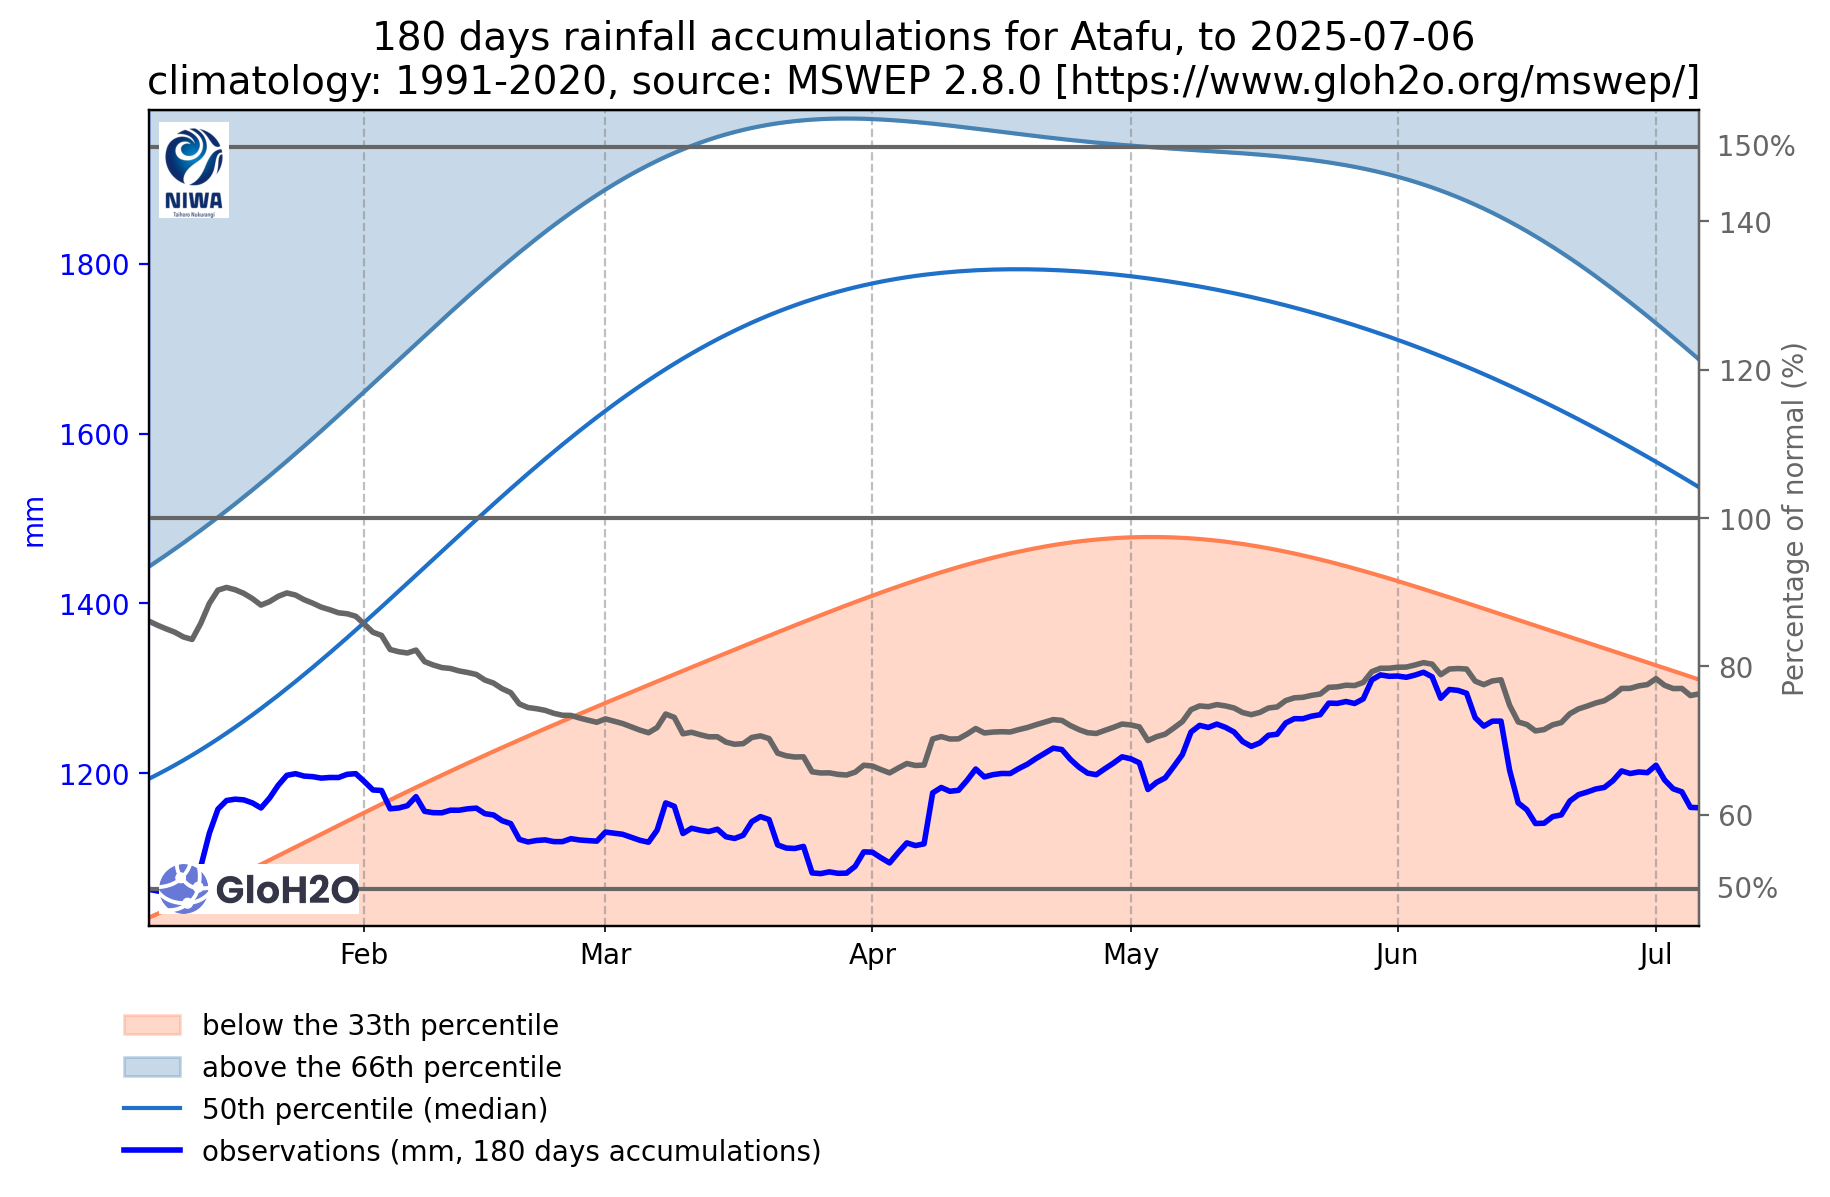 180 days rainfall accumulations for Atafu, to 2025-07-06
climatology: 1991-2020, source: MSWEP 2.8.0 [https://www.gloh2o.org/mswep/]
NIWA
Taihoro Nukurangi
150%
140
1800
120
1600
100
1400
80
1200
60
50%
mm
Percentage of normal (%)
GloH2O
Feb Mar Apr May Jun Jul
below the 33th percentile
above the 66th percentile
50th percentile (median)
observations (mm, 180 days accumulations)